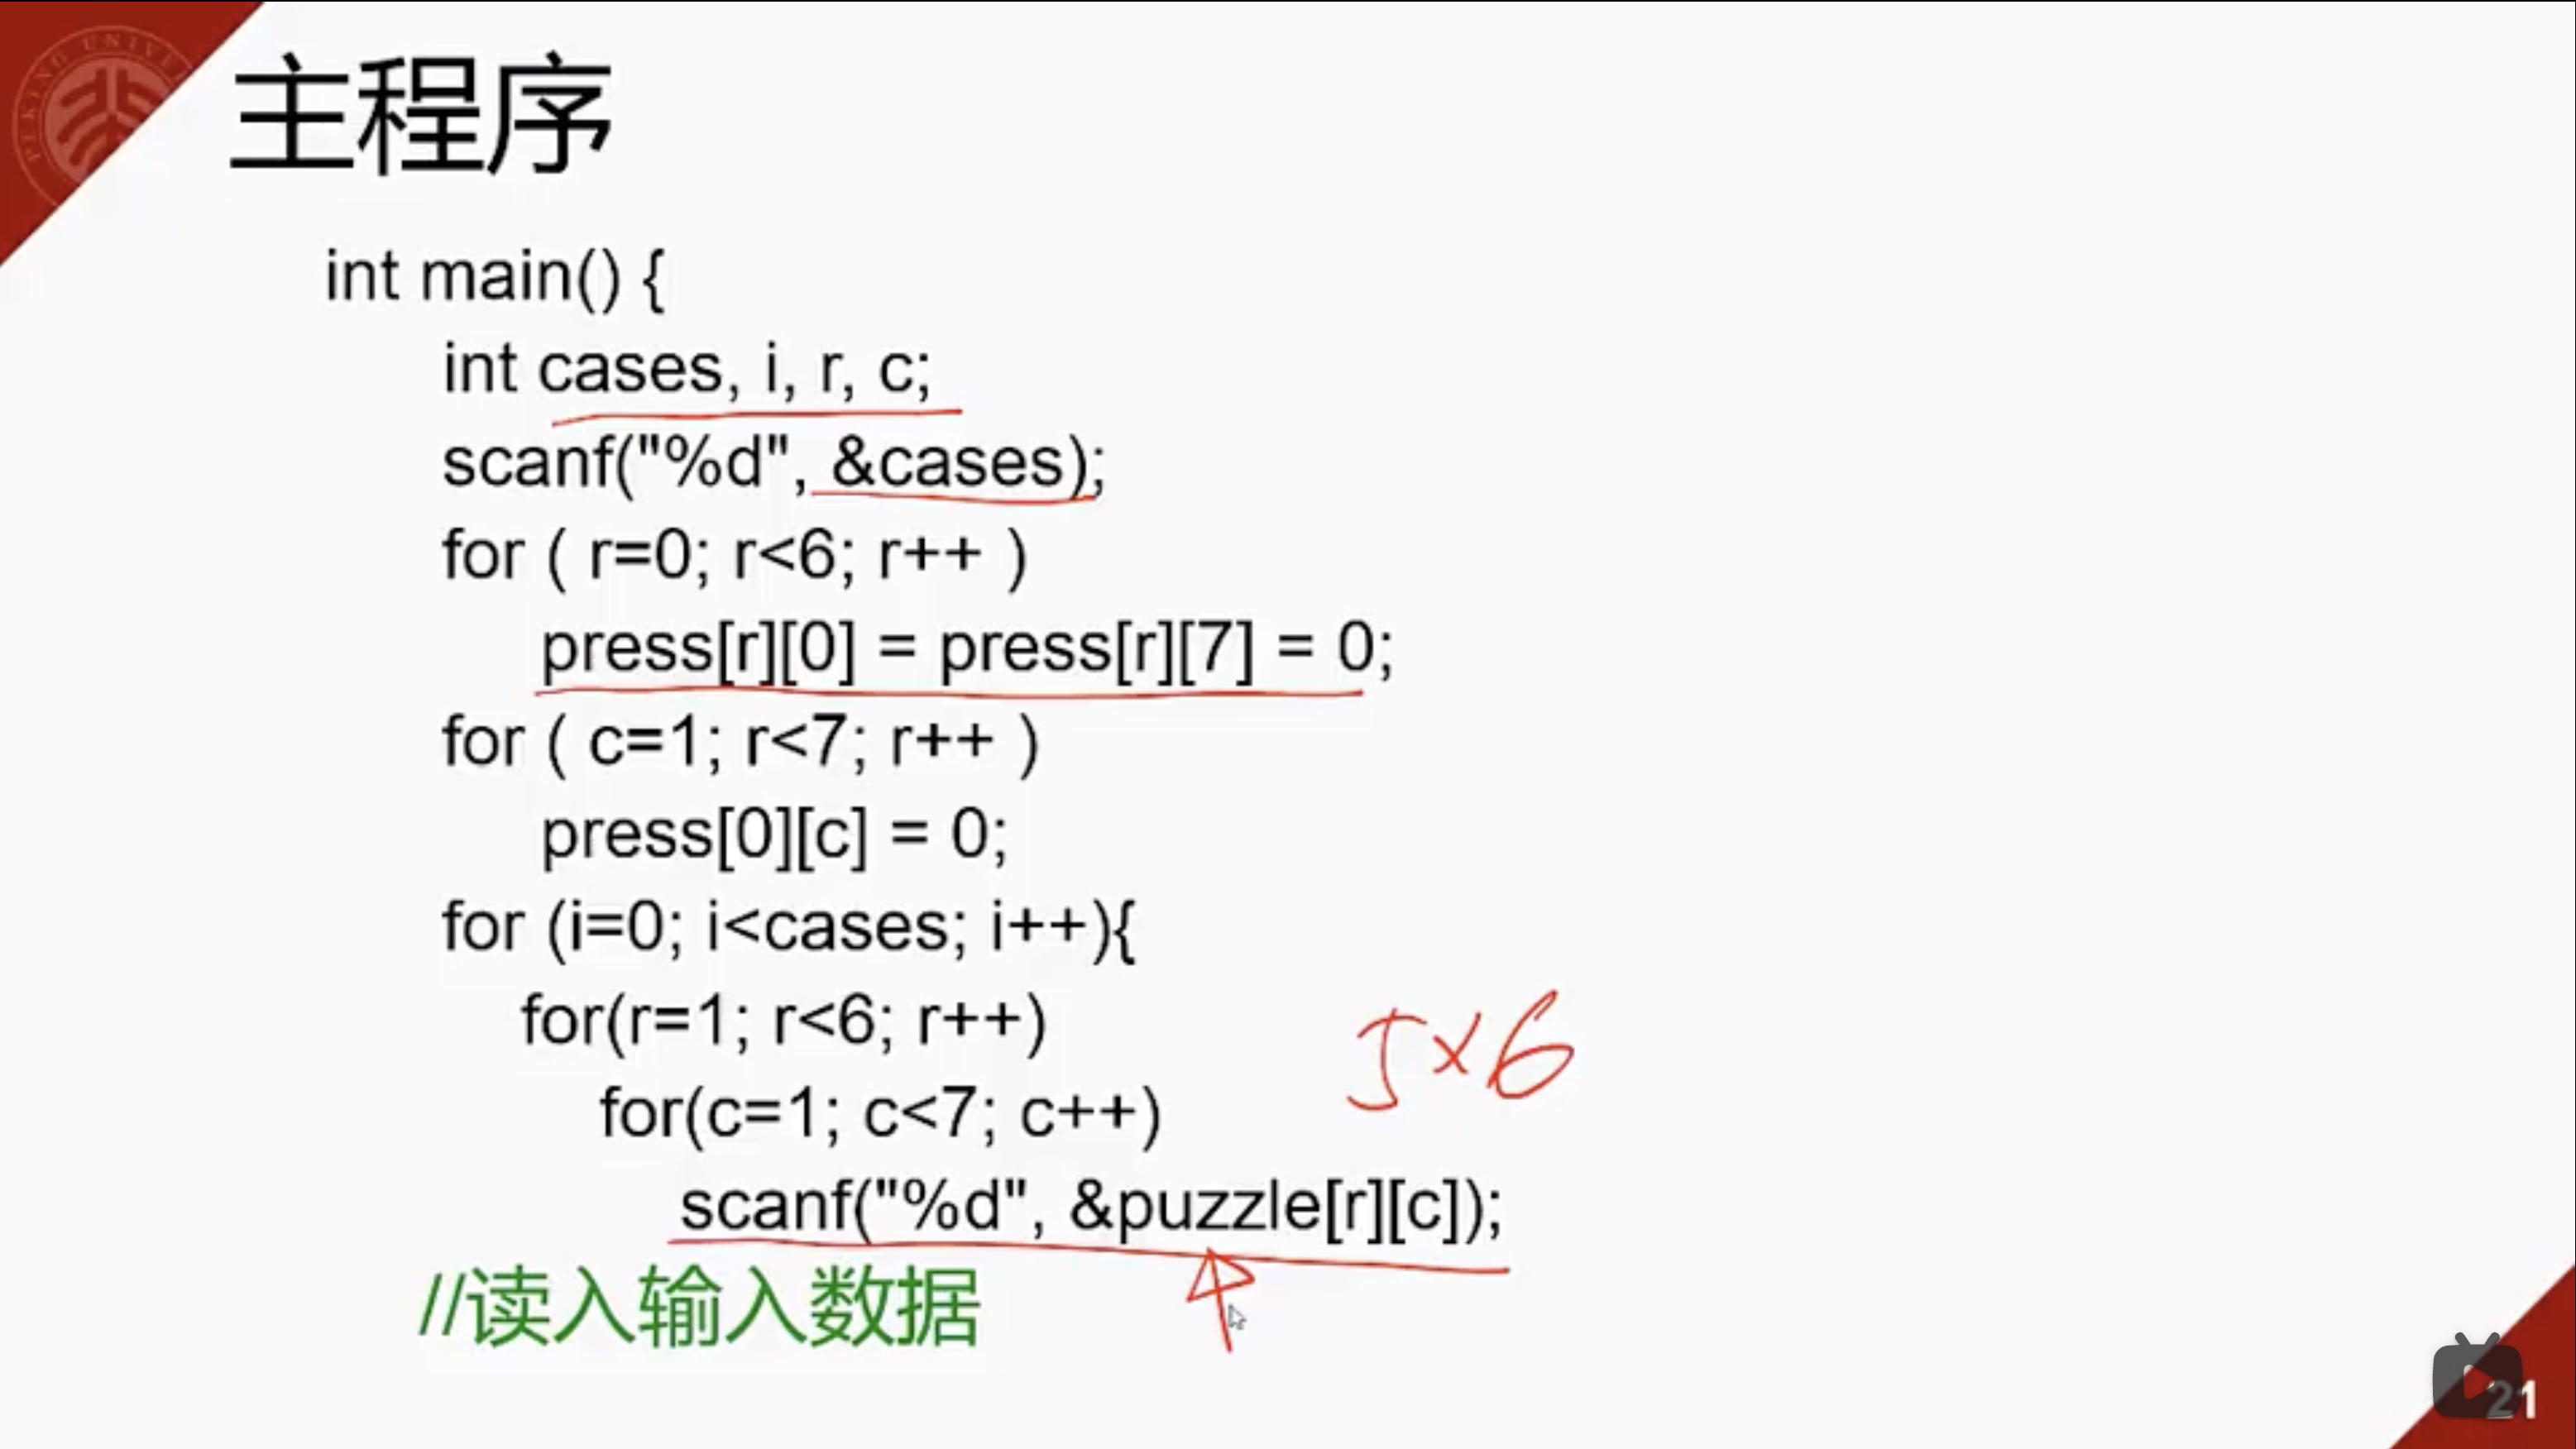 主程序
int main() {
int cases, i, r, c;
scanf("%d", &cases);
for ( r=0; r<6; r++ )
press[r][0] = press[r][7] = 0;
for ( c=1; r<7; r++ )
press[0][c] = 0;
for (i=0; i<cases; i++){
for(r=1; r<6; r++)
5×6
for(c=1; c<7; c++)
scanf("%d", &puzzle[r][c]);
//读入输入数据
21